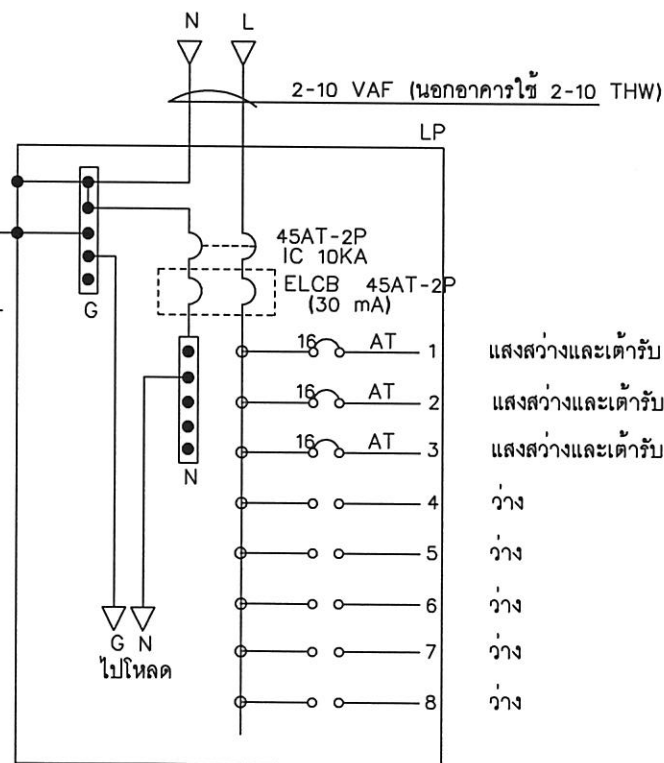 N L
2-10 VAF (นอกอาคารใช้ 2-10 THW)
LP
45AT-2P
IC 10KA
ELCB 45AT-2P
(30 mA)
G
16 AT 1 แสงสว่างและเต้ารับ
16 AT 2 แสงสว่างและเต้ารับ
16 AT 3 แสงสว่างและเต้ารับ
N
4 ว่าง
5 ว่าง
6 ว่าง
7 ว่าง
8 ว่าง
G N
ไปโหลด